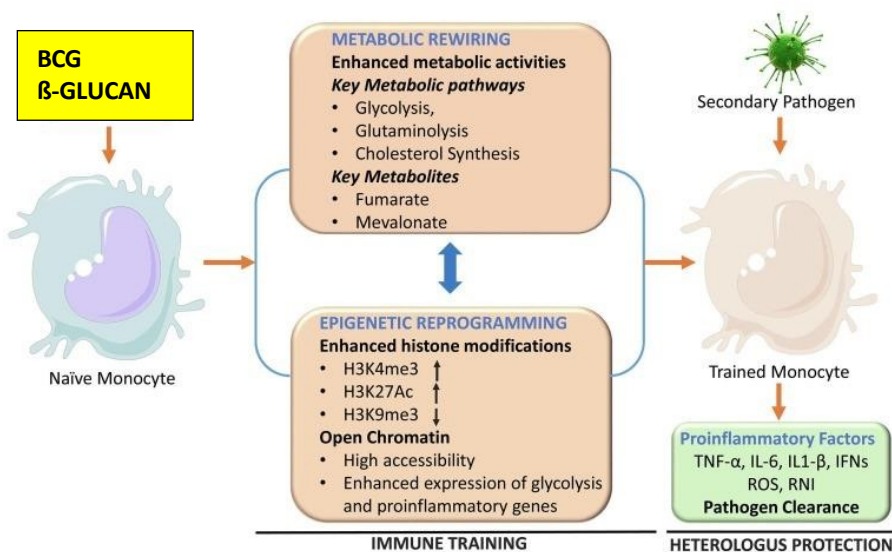 BCG
ß-GLUCAN
Naïve Monocyte
METABOLIC REWIRING
Enhanced metabolic activities
Key Metabolic pathways
• Glycolysis,
• Glutaminolysis
• Cholesterol Synthesis
Key Metabolites
• Fumarate
• Mevalonate
EPIGENETIC REPROGRAMMING
Enhanced histone modifications
• H3K4me3 ↑
• H3K27Ac ↑
• H3K9me3 ↓
Open Chromatin
• High accessibility
• Enhanced expression of glycolysis
and proinflammatory genes
IMMUNE TRAINING
Secondary Pathogen
Trained Monocyte
Proinflammatory Factors
TNF-α, IL-6, IL1-β, IFNs
ROS, RNI
Pathogen Clearance
HETEROLOGUS PROTECTION